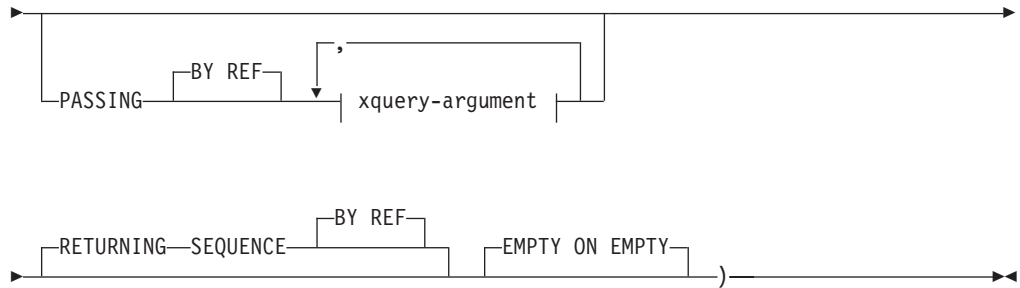 ,
BY REF
PASSING xquery-argument
BY REF
RETURNING SEQUENCE EMPTY ON EMPTY
)